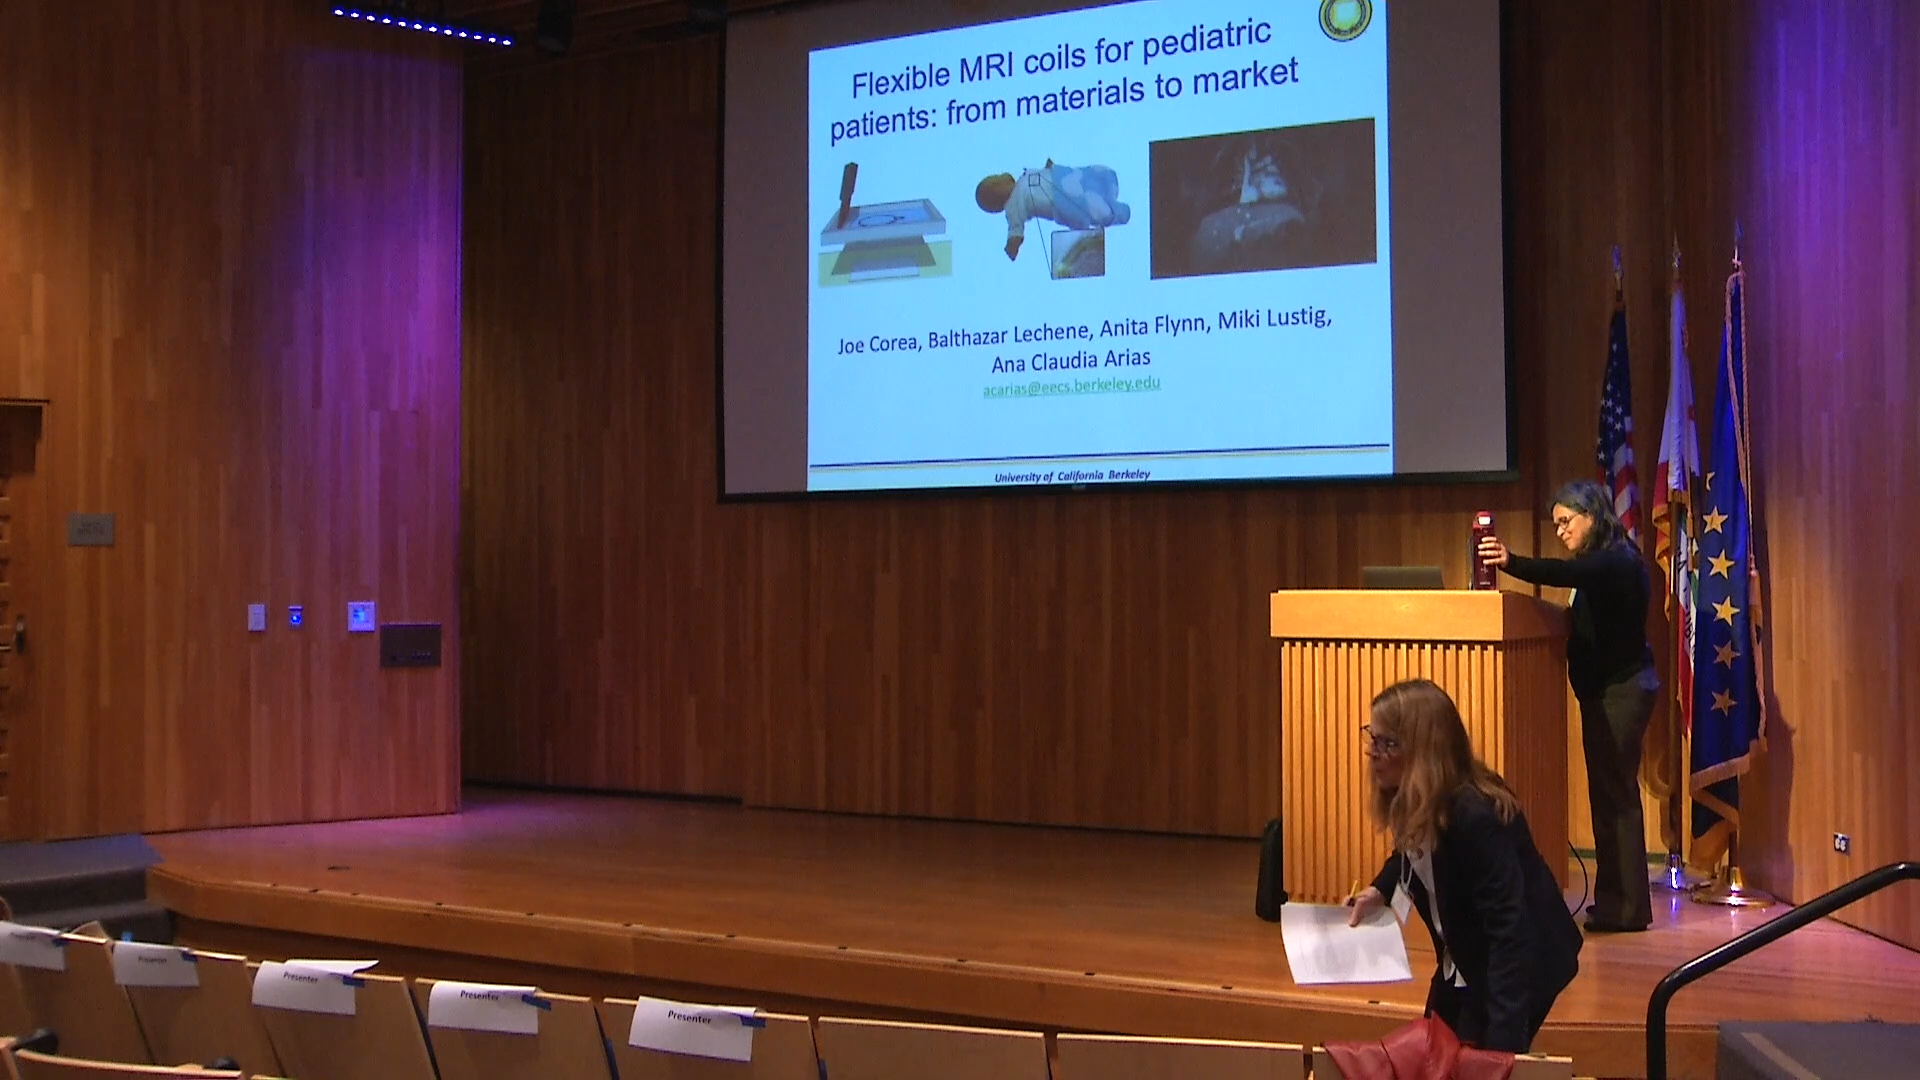 Flexible MRI coils for pediatric
patients: from materials to market
Joe Corea, Balthazar Lechene, Anita Flynn, Miki Lustig,
Ana Claudia Arias
acarias@eecs.berkeley.edu
University of California Berkeley
Presenter
Presenter
Presenter
Presenter